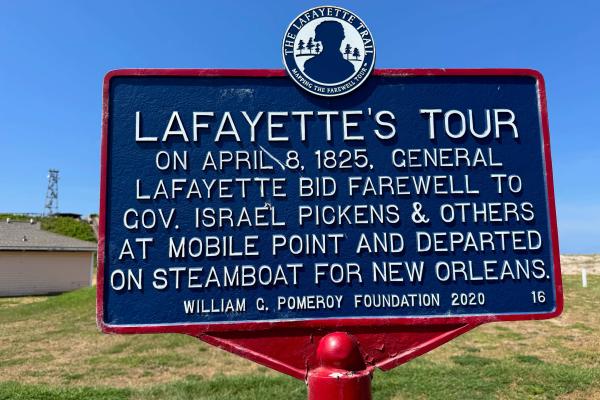 THE LAFAYETTE TRAIL
MAPPING THE FAREWELL TOUR
LAFAYETTE'S TOUR
ON APRIL 8, 1825, GENERAL
LAFAYETTE BID FAREWELL TO
GOV. ISRAEL PICKENS & OTHERS
AT MOBILE POINT AND DEPARTED
ON STEAMBOAT FOR NEW ORLEANS.
WILLIAM G. POMEROY FOUNDATION 2020 16